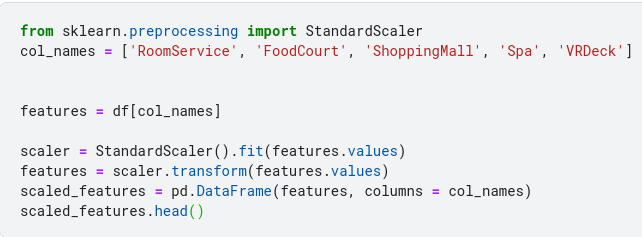 from sklearn.preprocessing import StandardScaler
col_names = ['RoomService', 'FoodCourt', 'ShoppingMall', 'Spa', 'VRDeck']
features = df[col_names]
scaler = StandardScaler().fit(features.values)
features = scaler.transform(features.values)
scaled_features = pd.DataFrame(features, columns = col_names)
scaled_features.head()